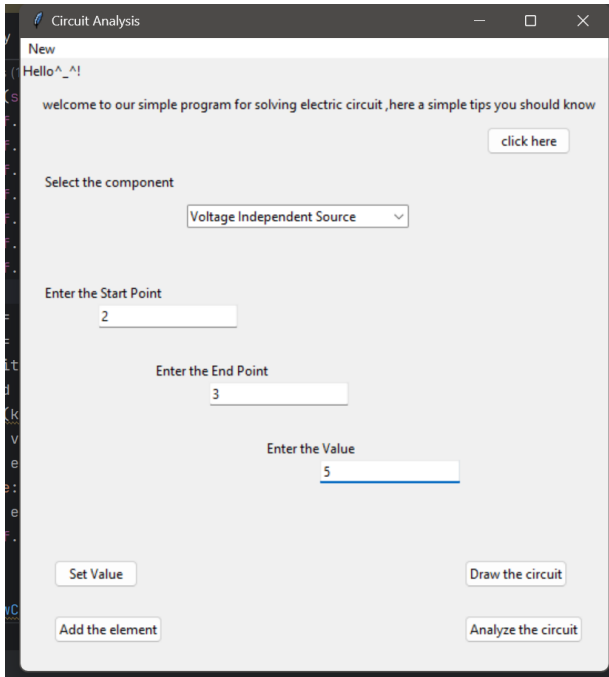 Circuit Analysis
New
Hello^_^!
welcome to our simple program for solving electric circuit ,here a simple tips you should know
click here
Select the component
Voltage Independent Source
Enter the Start Point
2
Enter the End Point
3
Enter the Value
5
Set Value
Draw the circuit
Add the element
Analyze the circuit